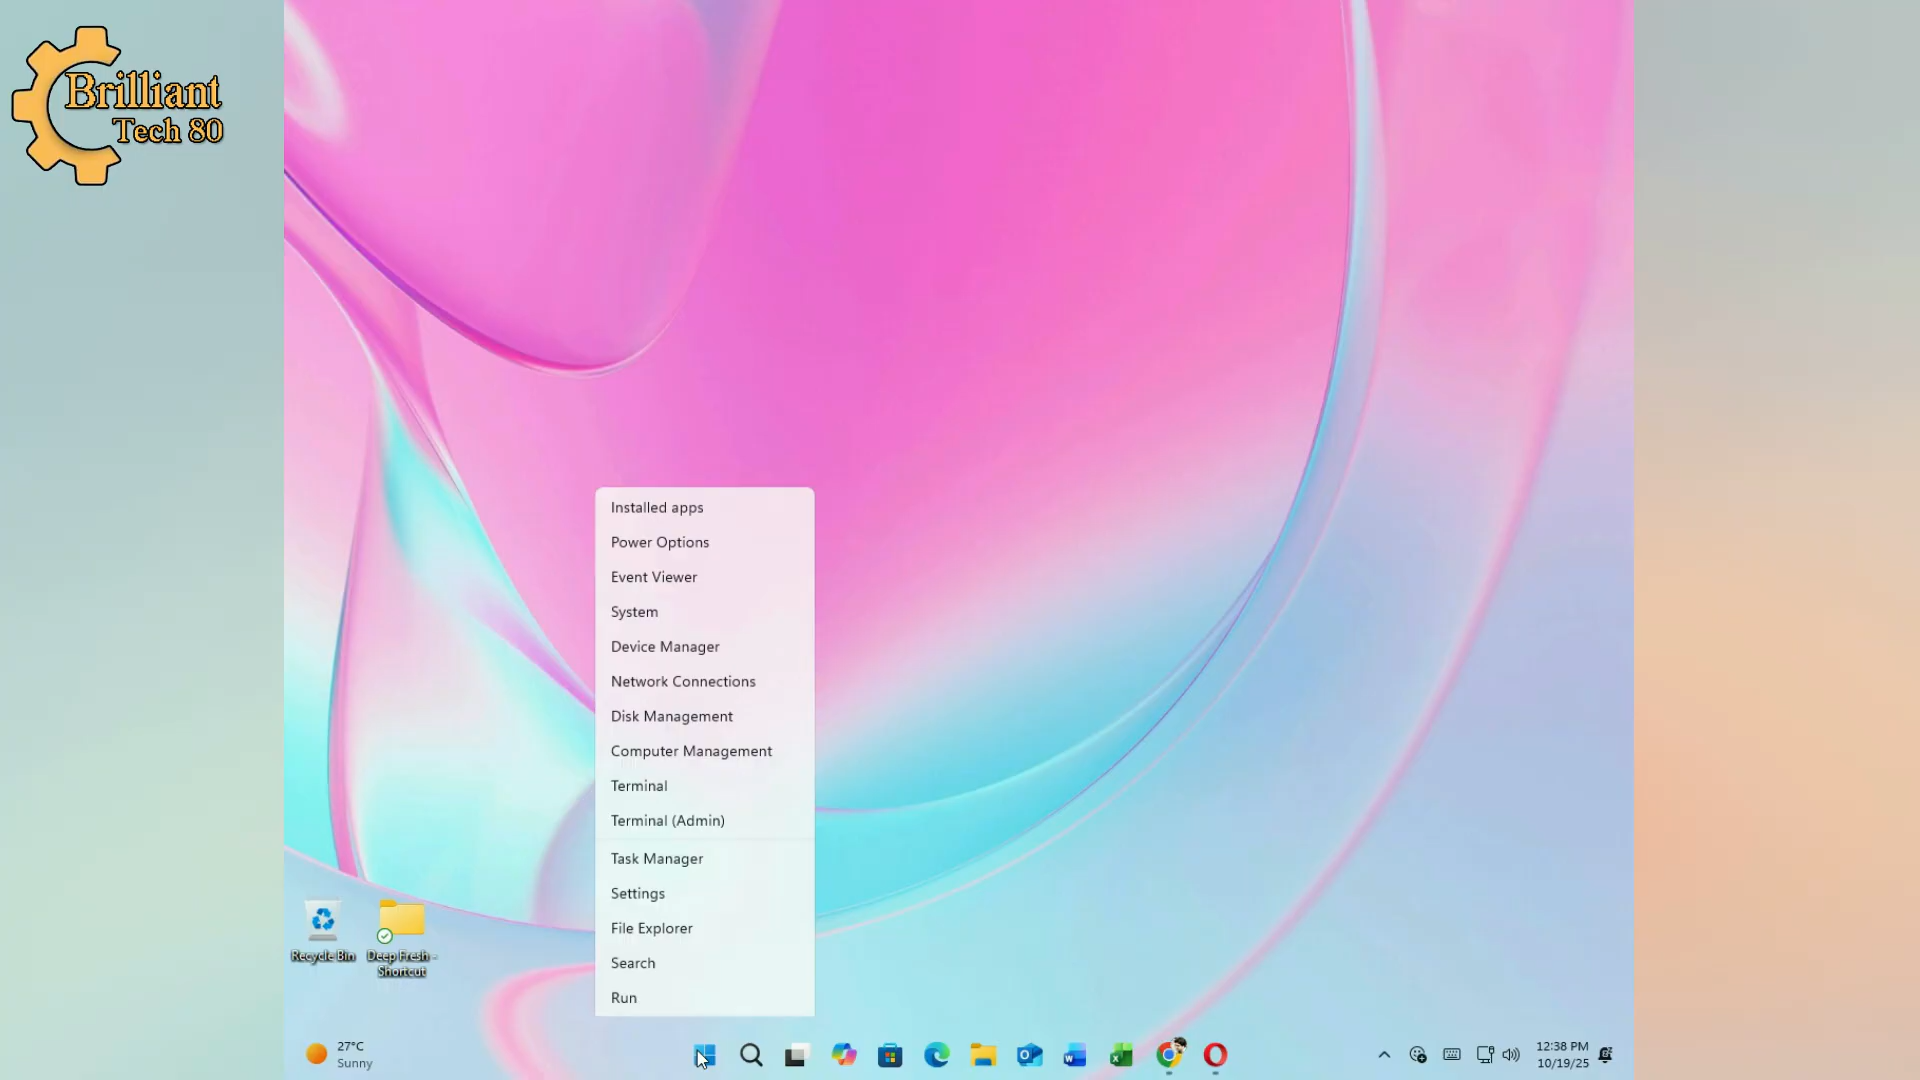 Brilliant
Tech 80
Installed apps
Power Options
Event Viewer
System
Device Manager
Network Connections
Disk Management
Computer Management
Terminal
Terminal (Admin)
Task Manager
Settings
File Explorer
Search
Run
Recycle Bin
Deep Fresh -
Shortcut
27°C
Sunny
12:38 PM
10/19/25